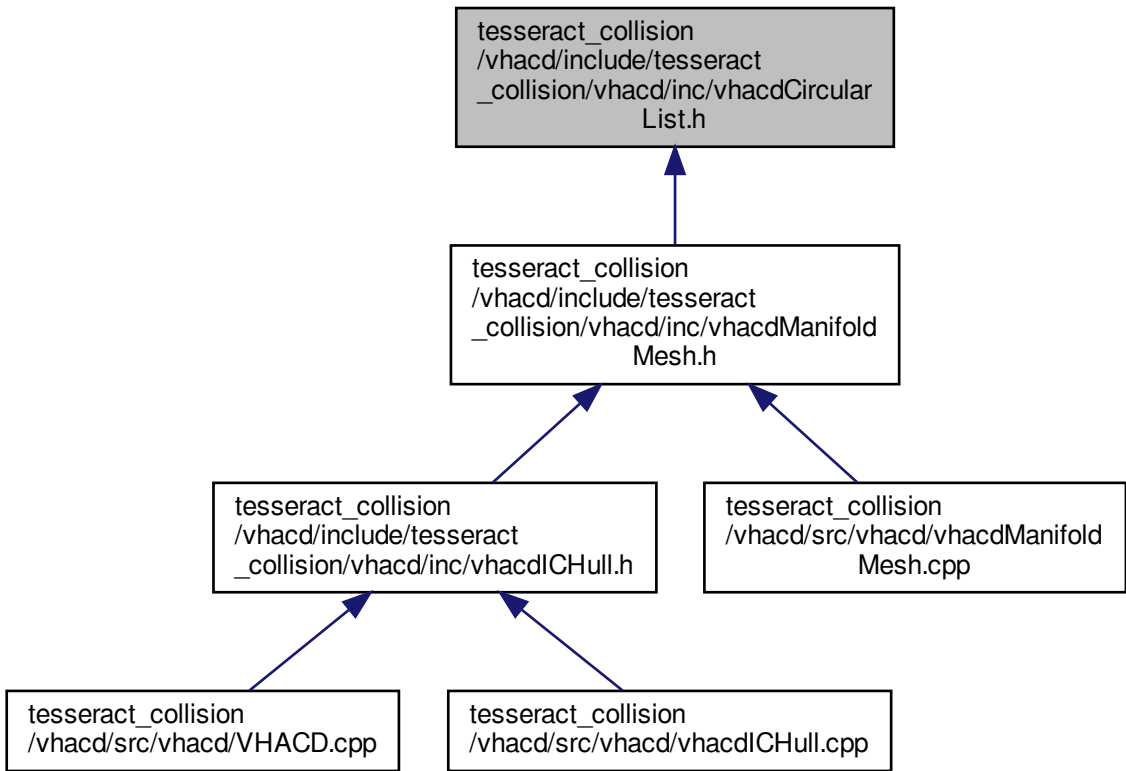 tesseract_collision
/vhacd/include/tesseract
_collision/vhacd/inc/vhacdCircular
List.h
tesseract_collision
/vhacd/include/tesseract
_collision/vhacd/inc/vhacdManifold
Mesh.h
tesseract_collision
/vhacd/include/tesseract
_collision/vhacd/inc/vhacdICHull.h
tesseract_collision
/vhacd/src/vhacd/vhacdManifold
Mesh.cpp
tesseract_collision
/vhacd/src/vhacd/VHACD.cpp
tesseract_collision
/vhacd/src/vhacd/vhacdICHull.cpp